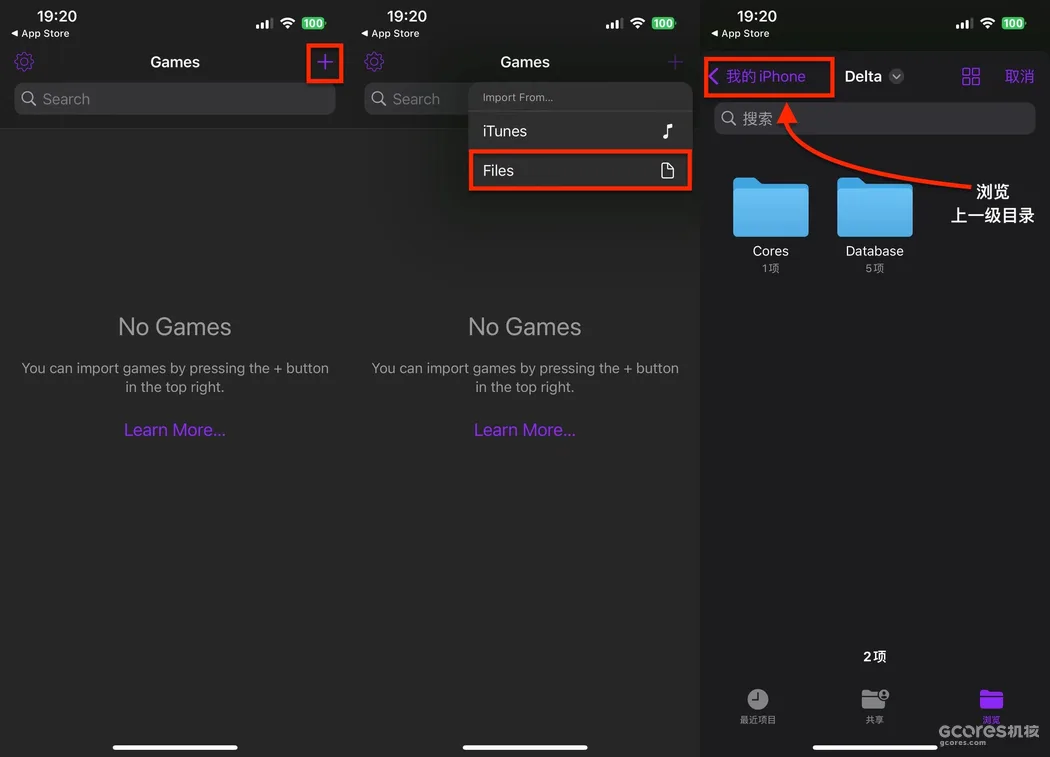 19:20
100
◀ App Store
Games
Search
No Games
You can import games by pressing the + button
in the top right.
Learn More...
19:20
100
◀ App Store
Games
Search
Import From...
iTunes
Files
No Games
You can import games by pressing the + button
in the top right.
Learn More...
19:20
100
◀ App Store
我的 iPhone
Delta
取消
搜索
浏览
上一级目录
Cores
1项
Database
5项
2项
最近项目
共享
浏览
GCORES机核
gcores.com